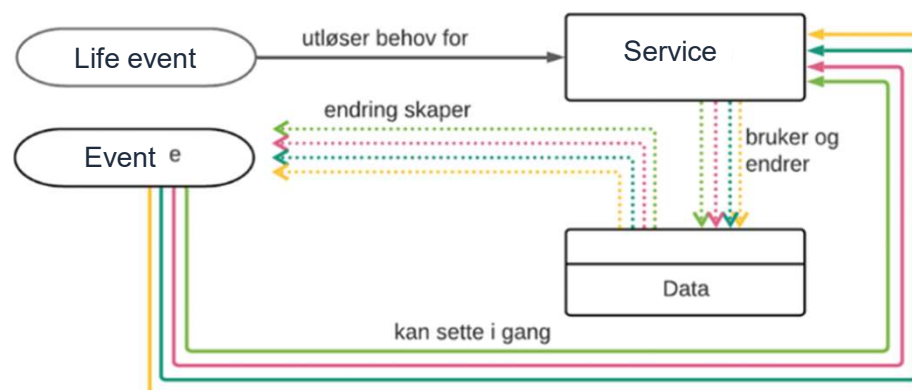 Life event
utløser behov for
Service
endring skaper
Event e
bruker og
endrer
Data
kan sette i gang